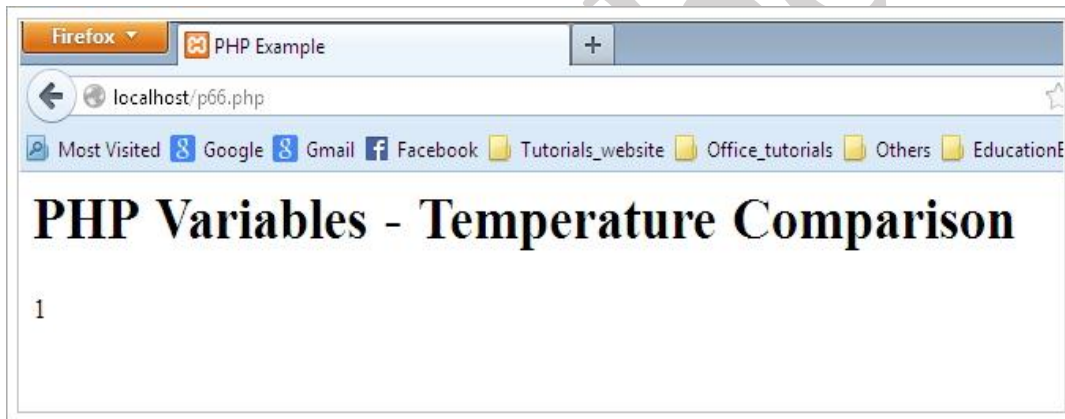 Firefox
PHP Example
+
localhost/p66.php
Most Visited Google Gmail Facebook Tutorials_website Office_tutorials Others EducationE
PHP Variables - Temperature Comparison
1